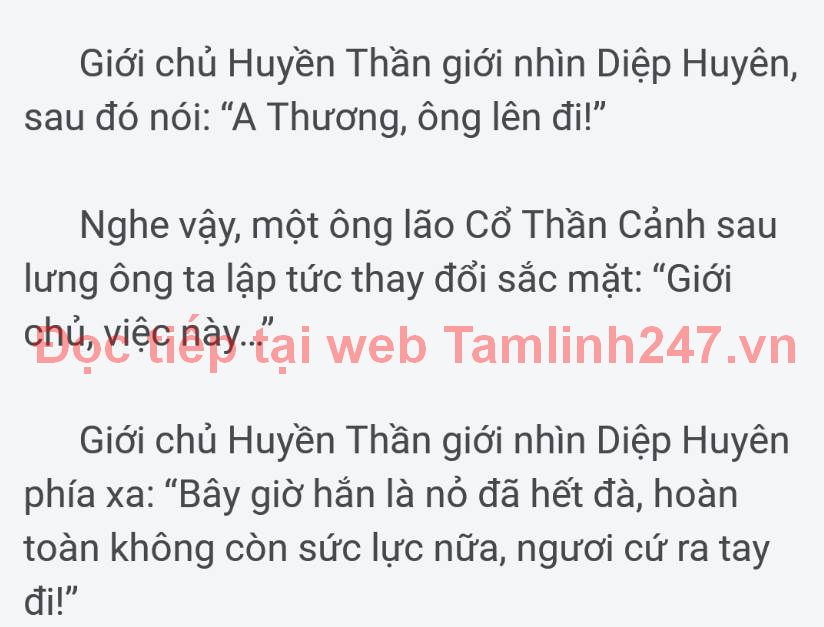 Giới chủ Huyền Thần giới nhìn Diệp Huyên,
sau đó nói: “A Thương, ông lên đi!”
Nghe vậy, một ông lão Cổ Thần Cảnh sau
lưng ông ta lập tức thay đổi sắc mặt: “Giới
chủ, việc này...”
Đọc tiếp tại web Tamlinh247.vn
Giới chủ Huyền Thần giới nhìn Diệp Huyên
phía xa: “Bây giờ hắn là nỏ đã hết đà, hoàn
toàn không còn sức lực nữa, ngươi cứ ra tay
đi!”